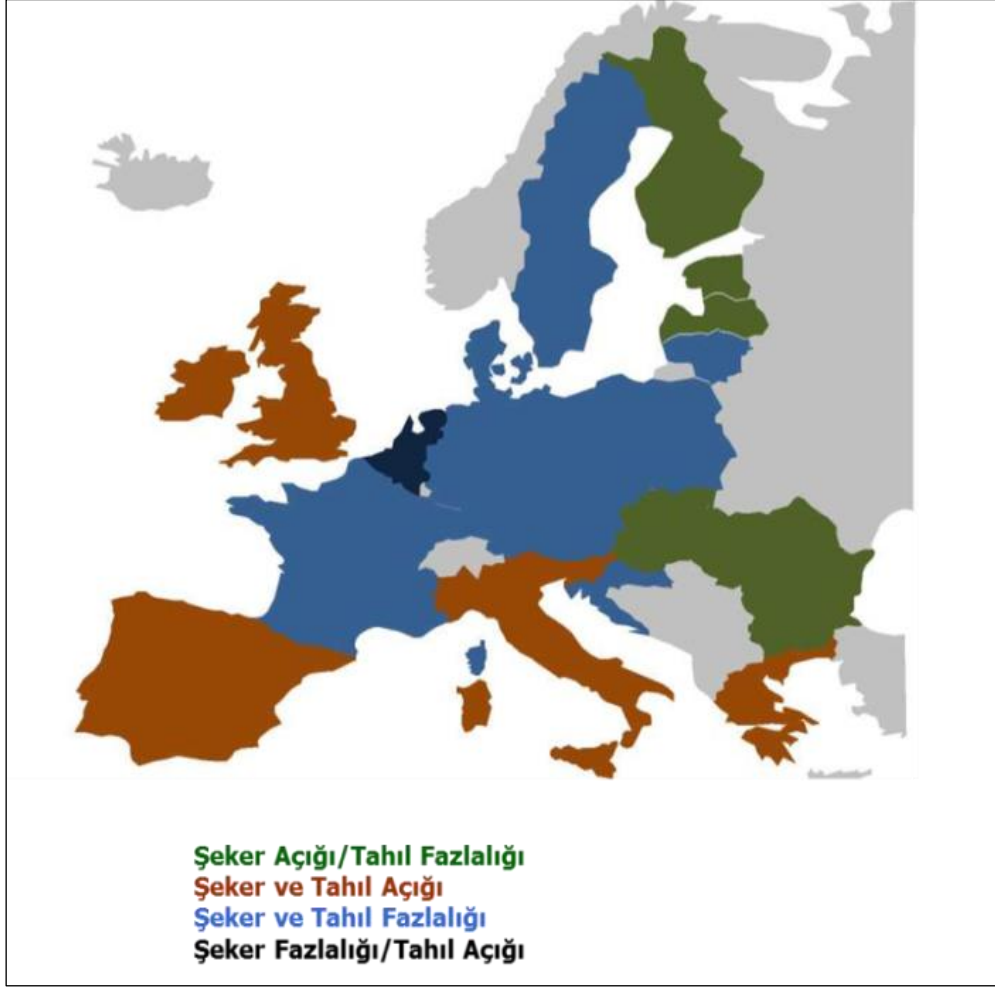 Şeker Açığı/Tahıl Fazlalığı
Şeker ve Tahıl Açığı
Şeker ve Tahıl Fazlalığı
Şeker Fazlalığı/Tahıl Açığı